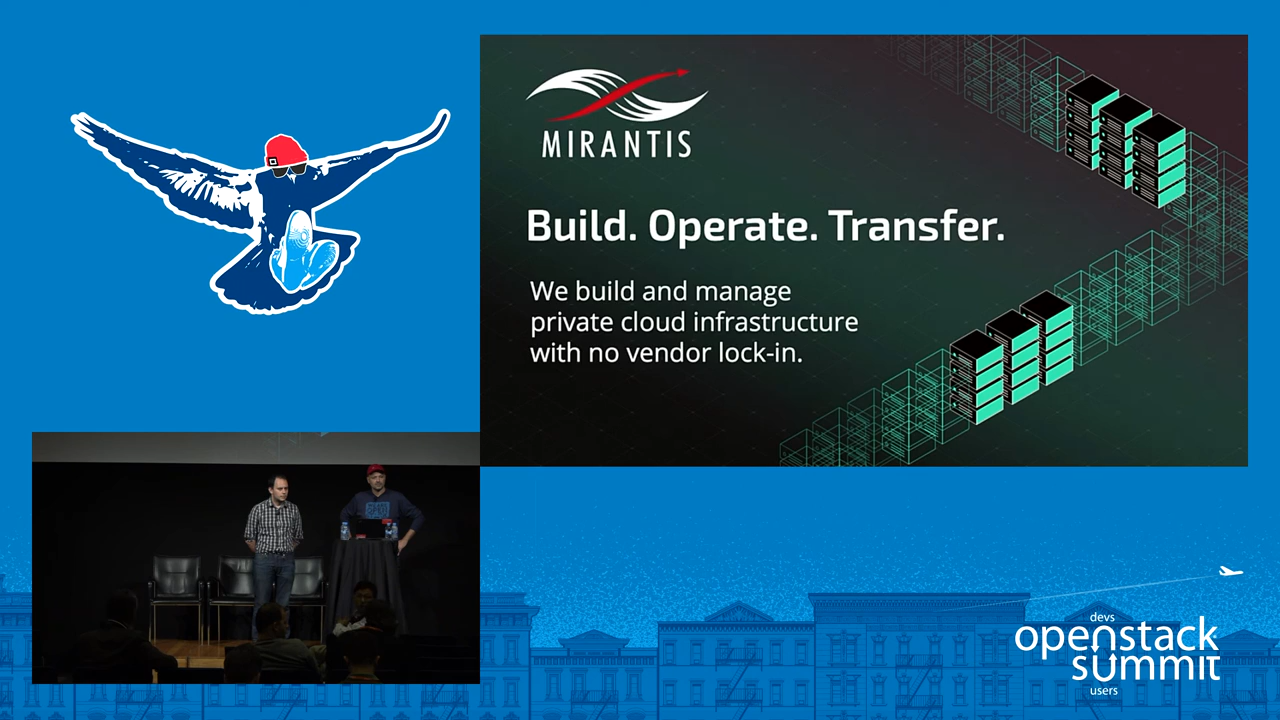 MIRANTIS
Build. Operate. Transfer.
We build and manage
private cloud infrastructure
with no vendor lock-in.
devs
openstack
summit
users